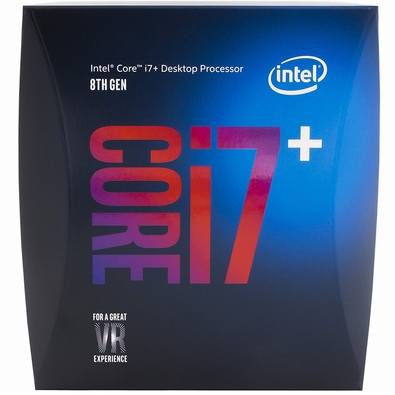 Intel® Core™ i7+ Desktop Processor
8TH GEN
intel®
CORE i7+
FOR A GREAT
VR
EXPERIENCE